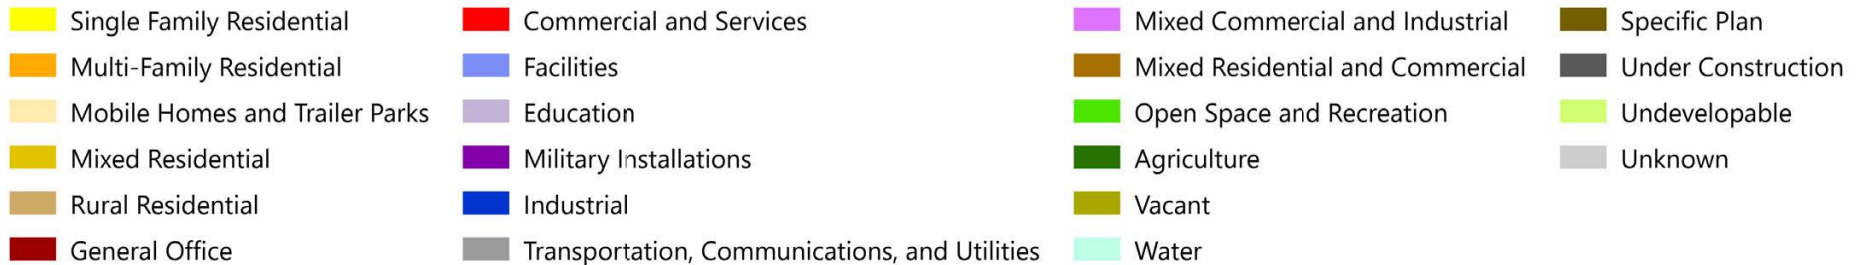 Single Family Residential
Multi-Family Residential
Mobile Homes and Trailer Parks
Mixed Residential
Rural Residential
General Office
Commercial and Services
Facilities
Education
Military Installations
Industrial
Transportation, Communications, and Utilities
Mixed Commercial and Industrial
Mixed Residential and Commercial
Open Space and Recreation
Agriculture
Vacant
Water
Specific Plan
Under Construction
Undevelopable
Unknown